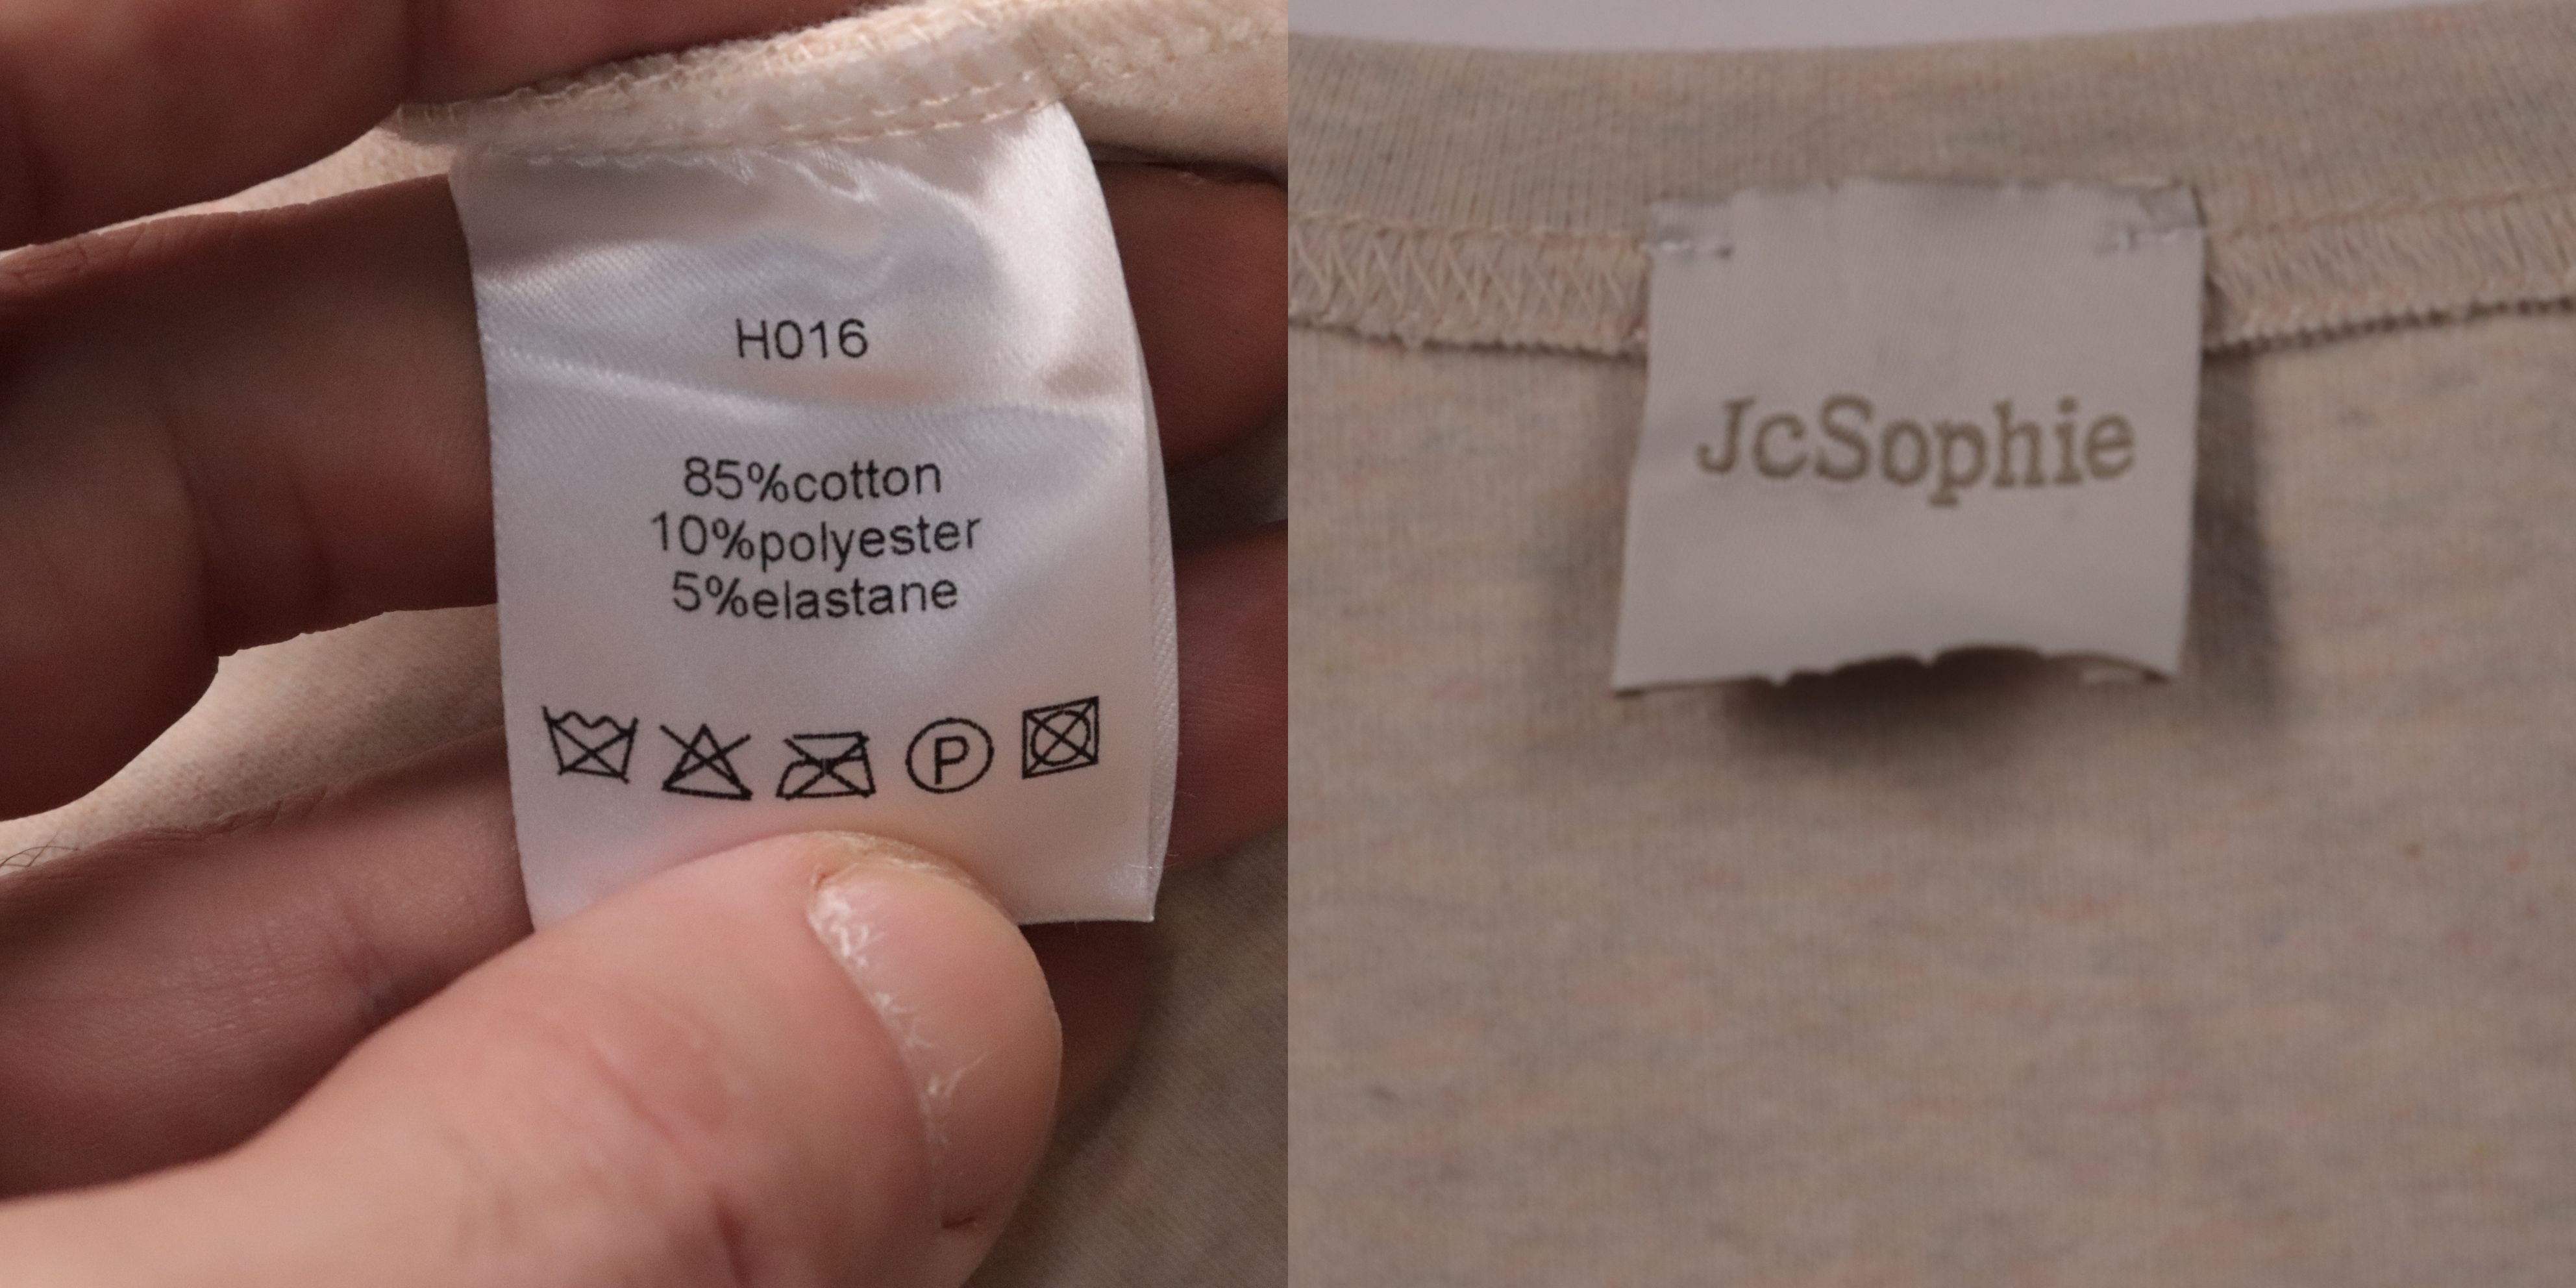 H016
85%cotton
10%polyester
5%elastane
P
JcSophie